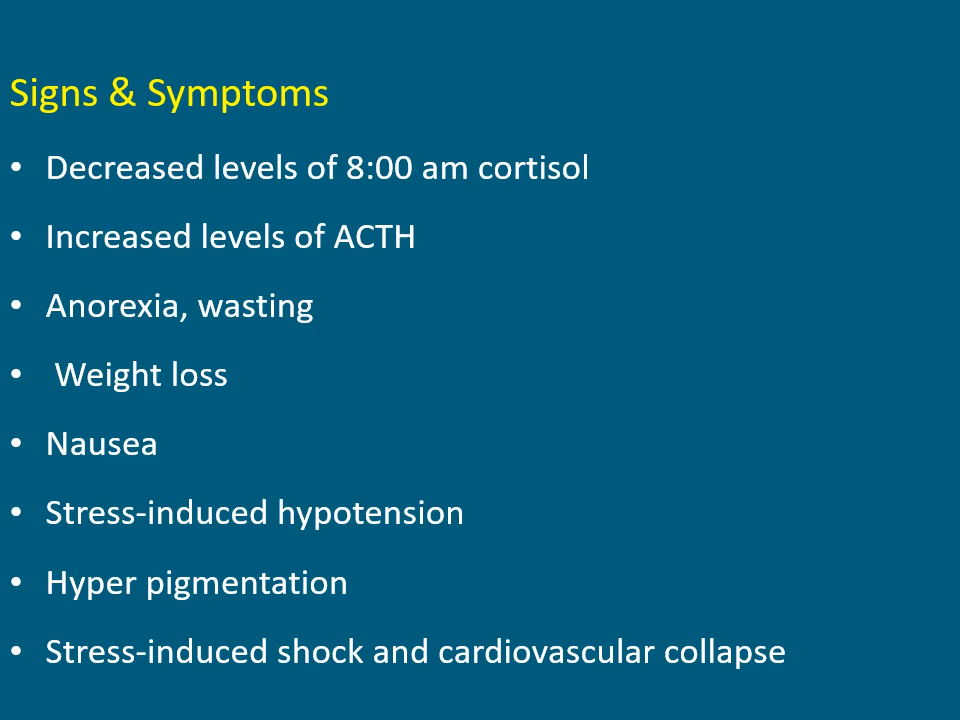 Signs & Symptoms
• Decreased levels of 8:00 am cortisol
• Increased levels of ACTH
• Anorexia, wasting
• Weight loss
• Nausea
• Stress-induced hypotension
• Hyper pigmentation
• Stress-induced shock and cardiovascular collapse